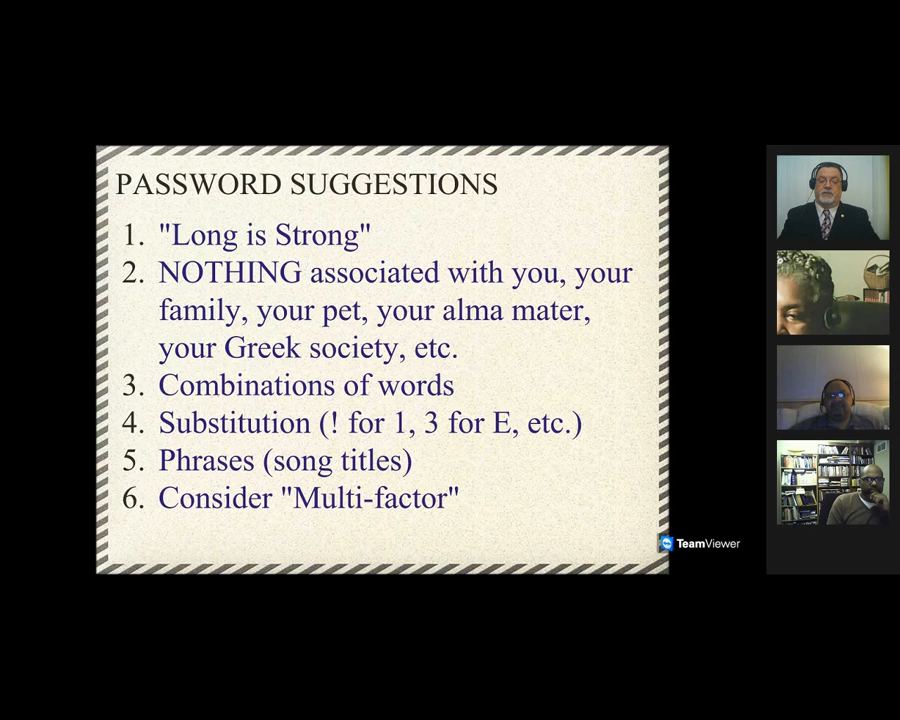 PASSWORD SUGGESTIONS
1. "Long is Strong"
2. NOTHING associated with you, your
family, your pet, your alma mater,
your Greek society, etc.
3. Combinations of words
4. Substitution (! for 1, 3 for E, etc.)
5. Phrases (song titles)
6. Consider "Multi-factor"
TeamViewer